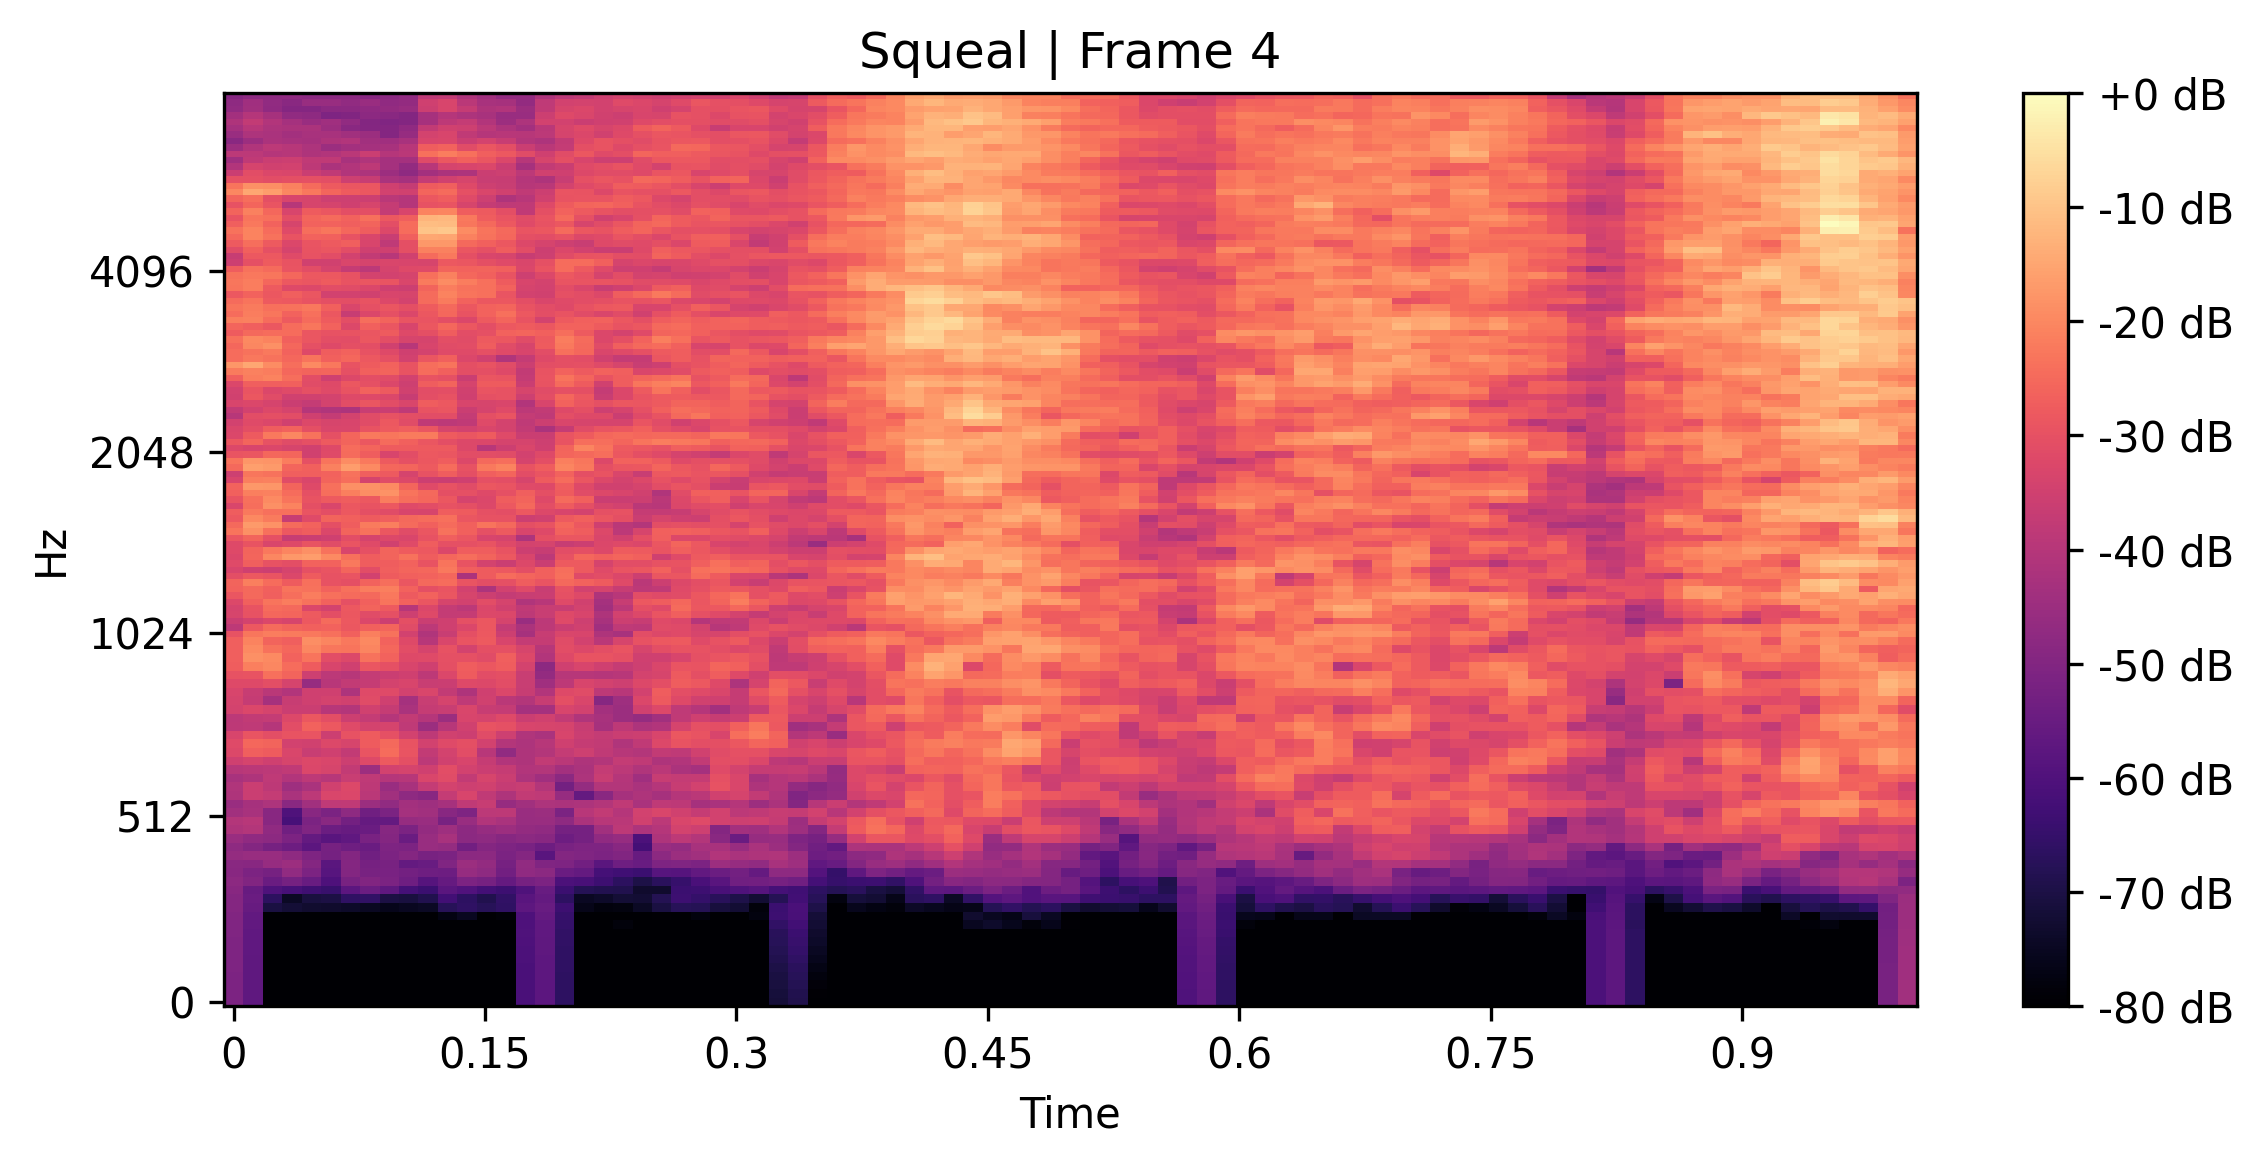 Squeal | Frame 4
+0 dB
-10 dB
-20 dB
-30 dB
-40 dB
-50 dB
-60 dB
-70 dB
-80 dB
Hz
4096
2048
1024
512
0
0 0.15 0.3 0.45 0.6 0.75 0.9
Time